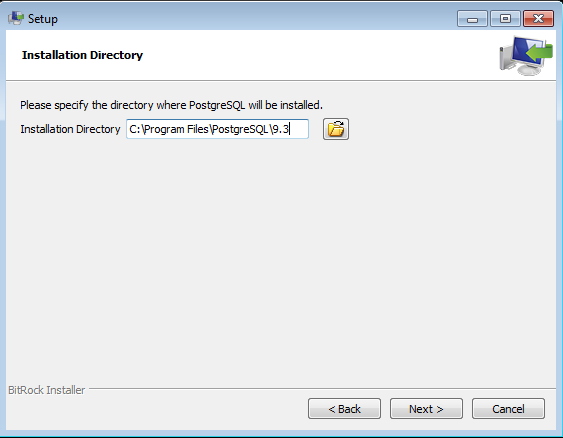 Setup
Installation Directory
Please specify the directory where PostgreSQL will be installed.
Installation Directory C:\Program Files\PostgreSQL\9.3
BitRock Installer
< Back Next > Cancel